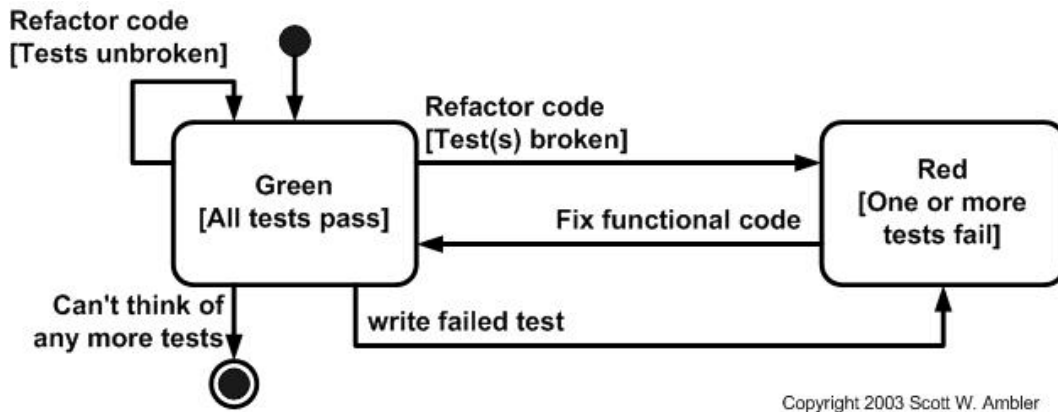 Refactor code
[Tests unbroken]
Refactor code
[Test(s) broken]
Green
[All tests pass]
Red
[One or more
tests fail]
Fix functional code
Can't think of
any more tests
write failed test
Copyright 2003 Scott W. Ambler